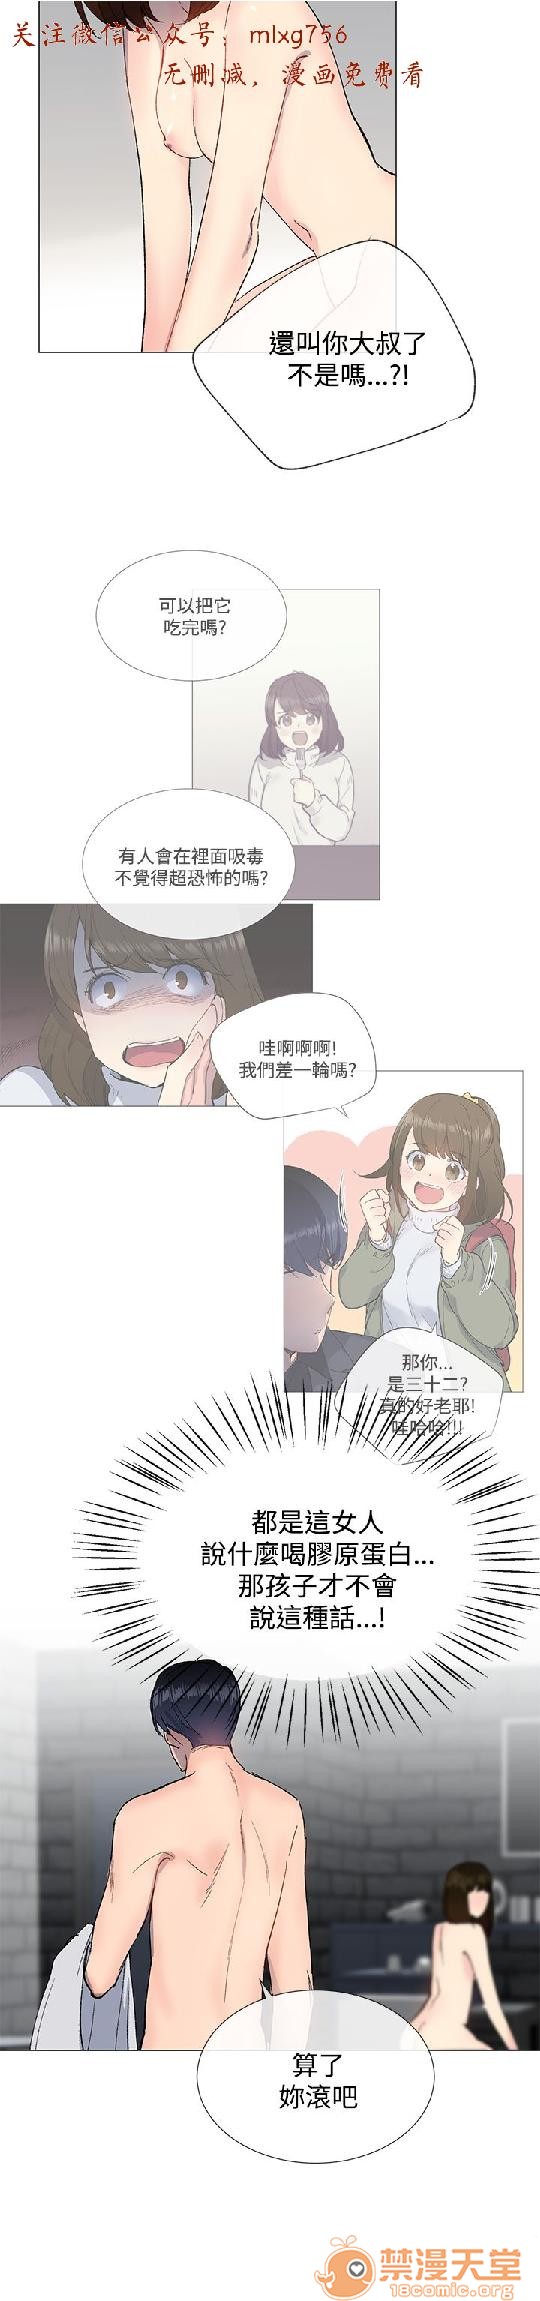 关注微信公众号：mlxg756
无删减，漫画免费看
還叫你大叔了
不是嗎...?!
可以把它
吃完嗎?
有人會在裡面吸毒
不覺得超恐怖的嗎?
哇啊啊啊!
我們差一輪嗎?
那你...
是三十二?
真的好老耶!
哇哈哈!!!
都是這女人
說什麼喝膠原蛋白...
那孩子才不會
說這種話...!
算了
妳滾吧
禁漫天堂
18comic.org